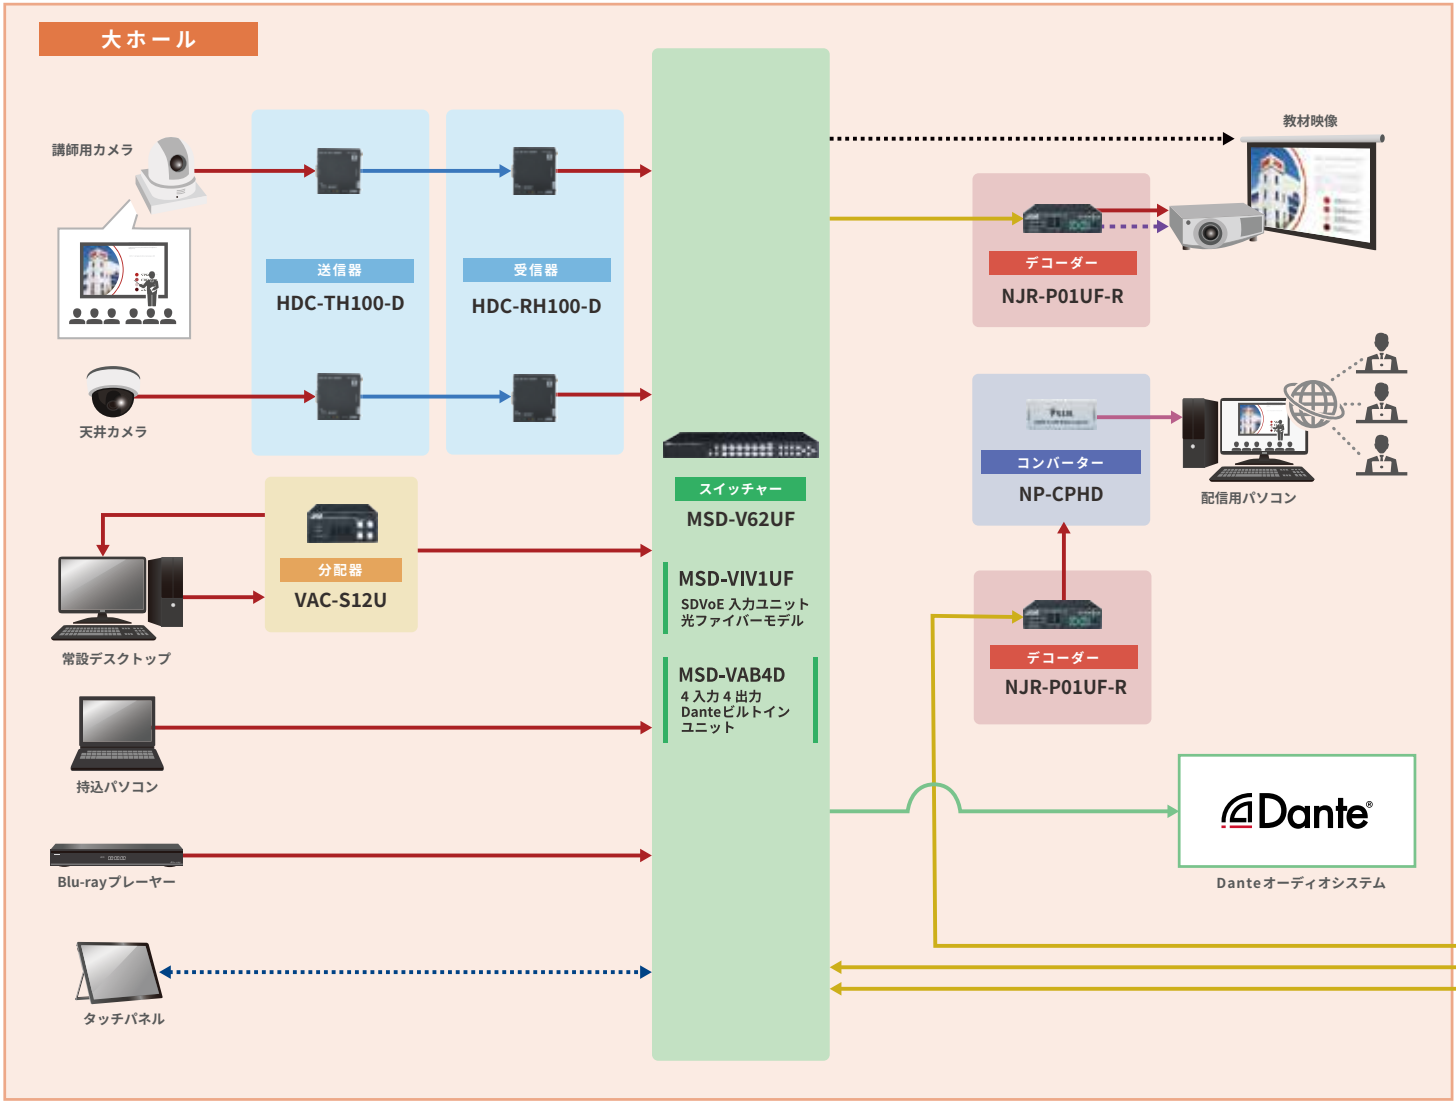 大ホール
講師用カメラ
送信器
HDC-TH100-D
受信器
HDC-RH100-D
天井カメラ
分配器
VAC-S12U
常設デスクトップ
持込パソコン
Blu-rayプレーヤー
タッチパネル
スイッチャー
MSD-V62UF
MSD-VIV1UF
SDVoE 入力ユニット
光ファイバーモデル
MSD-VAB4D
4 入力 4 出力
Danteビルトイン
ユニット
教材映像
デコーダー
NJR-P01UF-R
コンバーター
NP-CPHD
配信用パソコン
デコーダー
NJR-P01UF-R
Dante®
Danteオーディオシステム